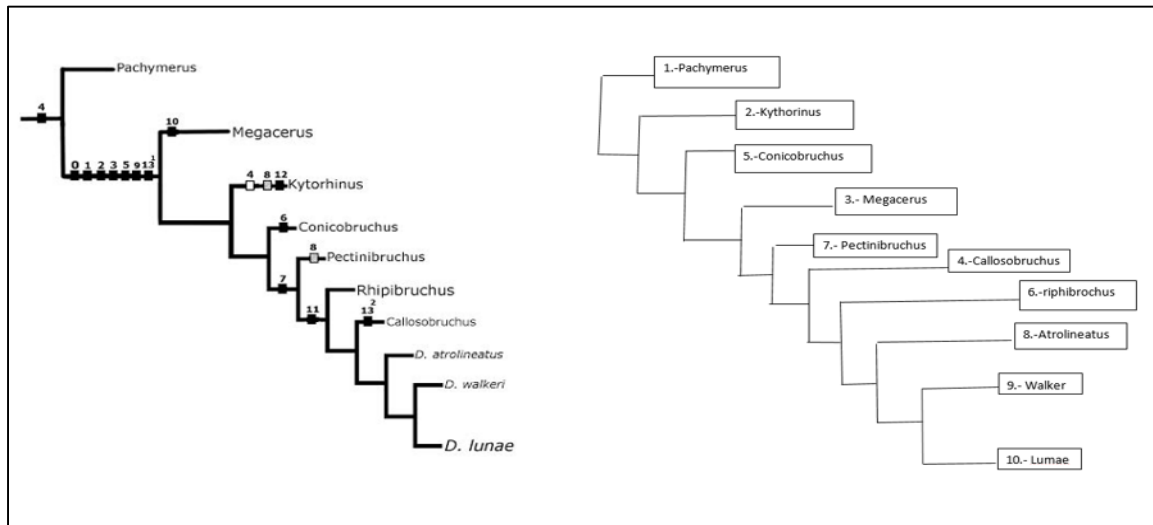 Pachymerus
4
10
Megacerus
0 1 2 3 5 9 13 1
4 8 12
Kytorhinus
6
Conicobruchus
8
Pectinibruchus
7
Rhipibruchus
11
13 2
Callosobruchus
D. atrolineatus
D. walkeri
D. lunae
1.-Pachymerus
2.-Kythorinus
5.-Conicobruchus
3.- Megacerus
7.- Pectinibruchus
4.-Callosobruchus
6.-riphibrochus
8.-Atrolineatus
9.- Walker
10.- Lumae